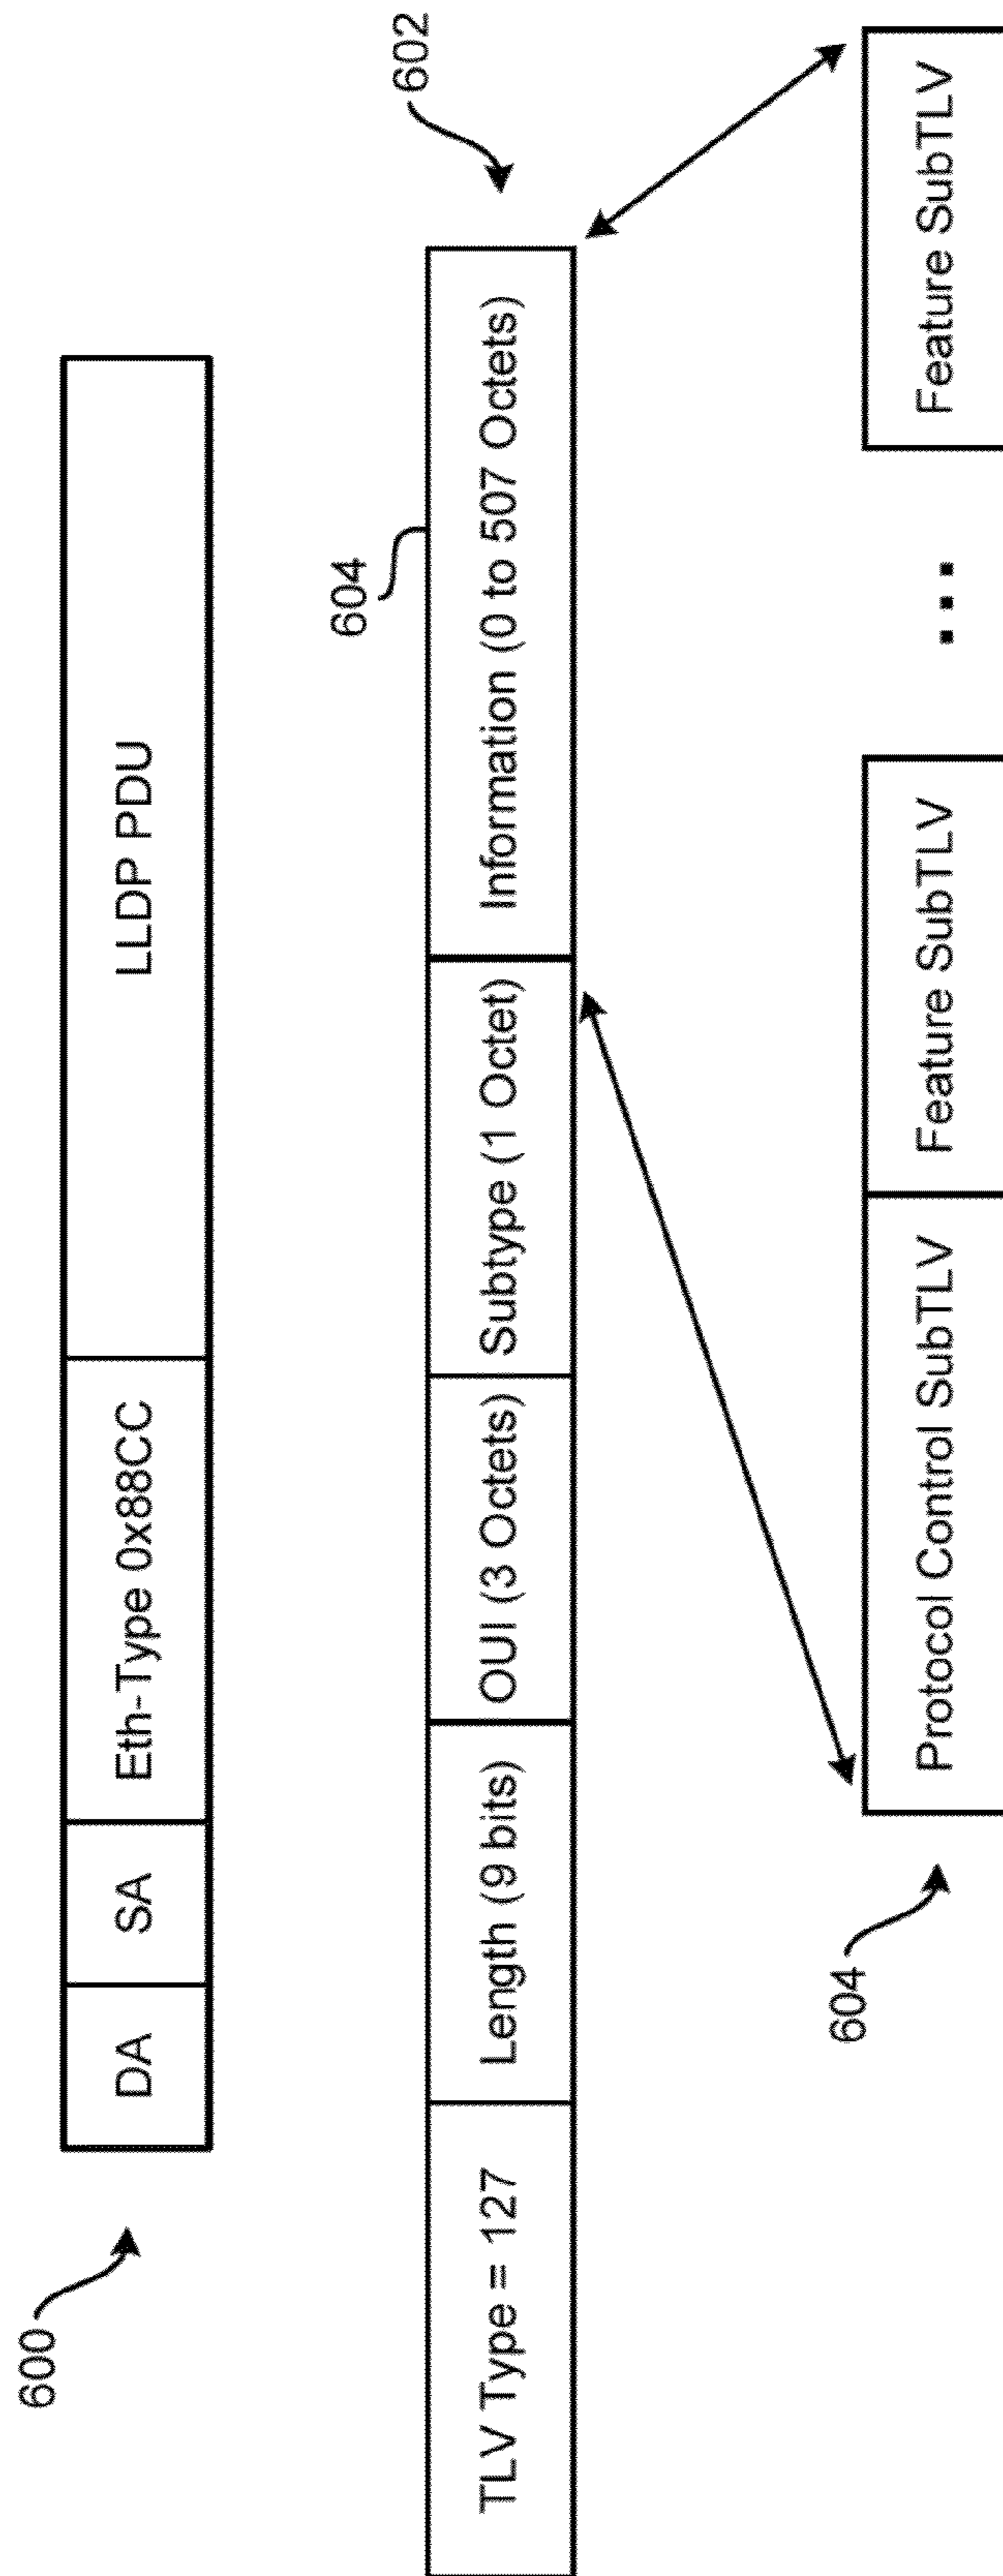 600
DA
SA
Eth-Type 0x88CC
LLDP PDU
602
604
TLV Type = 127
Length (9 bits)
OUI (3 Octets)
Subtype (1 Octet)
Information (0 to 507 Octets)
604
Protocol Control SubTLV
Feature SubTLV
...
Feature SubTLV